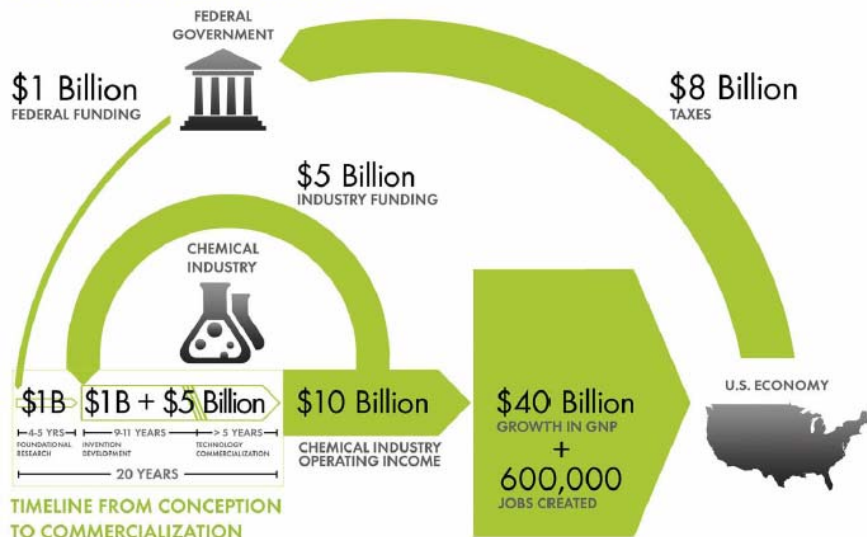 FEDERAL
GOVERNMENT
$1 Billion
FEDERAL FUNDING
$8 Billion
TAXES
$5 Billion
INDUSTRY FUNDING
CHEMICAL
INDUSTRY
$1B
$1B + $5 Billion
4-5 YRS
FOUNDATIONAL
RESEARCH
9-11 YEARS
INVENTION
DEVELOPMENT
> 5 YEARS
TECHNOLOGY
COMMERCIALIZATION
20 YEARS
TIMELINE FROM CONCEPTION
TO COMMERCIALIZATION
$10 Billion
CHEMICAL INDUSTRY
OPERATING INCOME
$40 Billion
GROWTH IN GNP
+
600,000
JOBS CREATED
U.S. ECONOMY